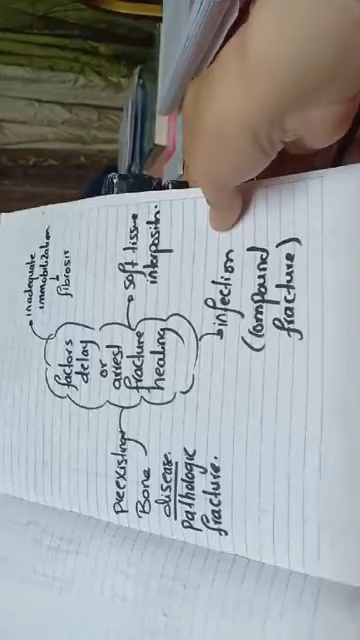 inadequate
immobilization
↓
fibrosis
soft tissue
interpositn.
factors
delay
or
arrest
fracture
healing
infection
(compound
fracture)
preexisting
Bone
disease.
pathologic
fracture.